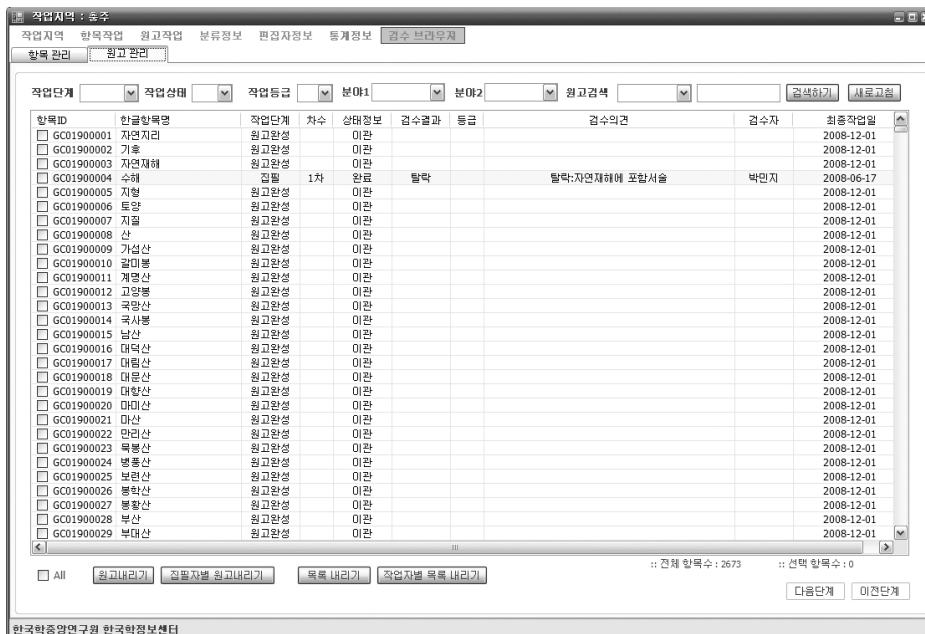 작업지역 : 충주
작업지역 항목작업 원고작업 분류정보 편집자정보 통계정보 검수 브라우져
항목 관리 원고 관리
작업단계 작업상태 작업등급 분야1 분야2 원고검색 검색하기 새로고침
항목ID 한글항목명 작업단계 차수 상태정보 검수결과 등급 검수의견 검수자 최종작업일
GC01900001 자연지리 원고완성 이관 2008-12-01
GC01900002 기후 원고완성 이관 2008-12-01
GC01900003 자연재해 원고완성 이관 2008-12-01
GC01900004 수해 집필 1차 완료 탈락 탈락:자연재해에 포함서술 박민지 2008-06-17
GC01900005 지형 원고완성 이관 2008-12-01
GC01900006 토양 원고완성 이관 2008-12-01
GC01900007 지질 원고완성 이관 2008-12-01
GC01900008 산 원고완성 이관 2008-12-01
GC01900009 가섭산 원고완성 이관 2008-12-01
GC01900010 갈미봉 원고완성 이관 2008-12-01
GC01900011 계명산 원고완성 이관 2008-12-01
GC01900012 고양봉 원고완성 이관 2008-12-01
GC01900013 국망산 원고완성 이관 2008-12-01
GC01900014 국사봉 원고완성 이관 2008-12-01
GC01900015 남산 원고완성 이관 2008-12-01
GC01900016 대덕산 원고완성 이관 2008-12-01
GC01900017 대림산 원고완성 이관 2008-12-01
GC01900018 대문산 원고완성 이관 2008-12-01
GC01900019 대향산 원고완성 이관 2008-12-01
GC01900020 마미산 원고완성 이관 2008-12-01
GC01900021 마산 원고완성 이관 2008-12-01
GC01900022 만리산 원고완성 이관 2008-12-01
GC01900023 묵봉산 원고완성 이관 2008-12-01
GC01900024 병풍산 원고완성 이관 2008-12-01
GC01900025 보련산 원고완성 이관 2008-12-01
GC01900026 봉학산 원고완성 이관 2008-12-01
GC01900027 봉황산 원고완성 이관 2008-12-01
GC01900028 부산 원고완성 이관 2008-12-01
GC01900029 부대산 원고완성 이관 2008-12-01
:: 전체 항목수 : 2673 :: 선택 항목수 : 0
All 원고내리기 집필자별 원고내리기 목록 내리기 작업자별 목록 내리기
다음단계 이전단계
한국학중앙연구원 한국학정보센터